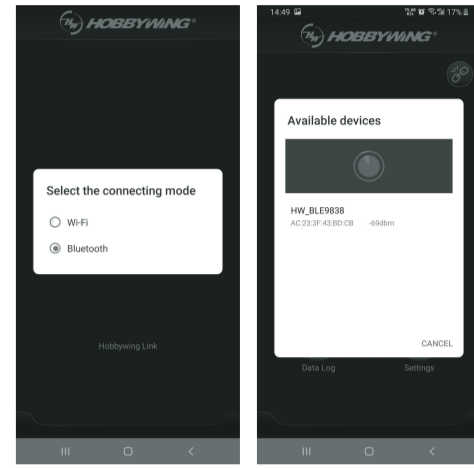 HOBBYWING®
Select the connecting mode
Wi-Fi
Bluetooth
Hobbywing Link
14:49
17%
HOBBYWING®
Available devices
HW_BLE9838
AC:23:3F:43:BD:CB -69dbm
CANCEL
Data Log Settings